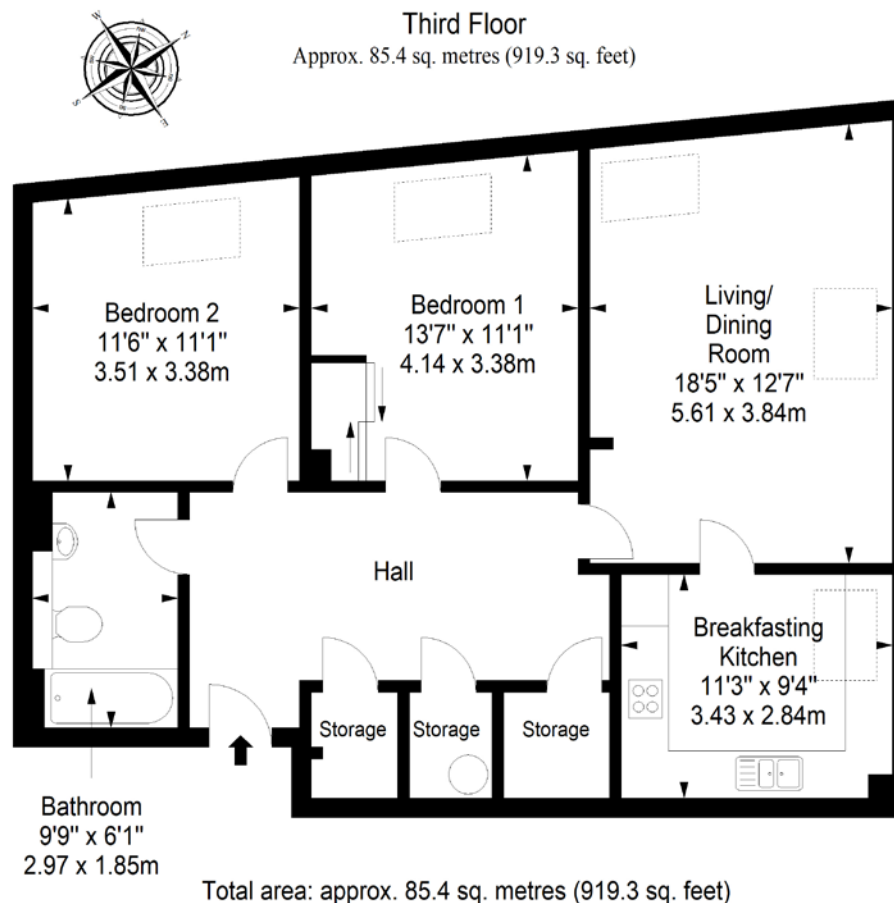 Third Floor
Approx. 85.4 sq. metres (919.3 sq. feet)
W
N
S
E
Bedroom 2
11'6" x 11'1"
3.51 x 3.38m
Bedroom 1
13'7" x 11'1"
4.14 x 3.38m
Living/
Dining
Room
18'5" x 12'7"
5.61 x 3.84m
Hall
Breakfasting
Kitchen
11'3" x 9'4"
3.43 x 2.84m
Storage
Storage
Storage
Bathroom
9'9" x 6'1"
2.97 x 1.85m
Total area: approx. 85.4 sq. metres (919.3 sq. feet)